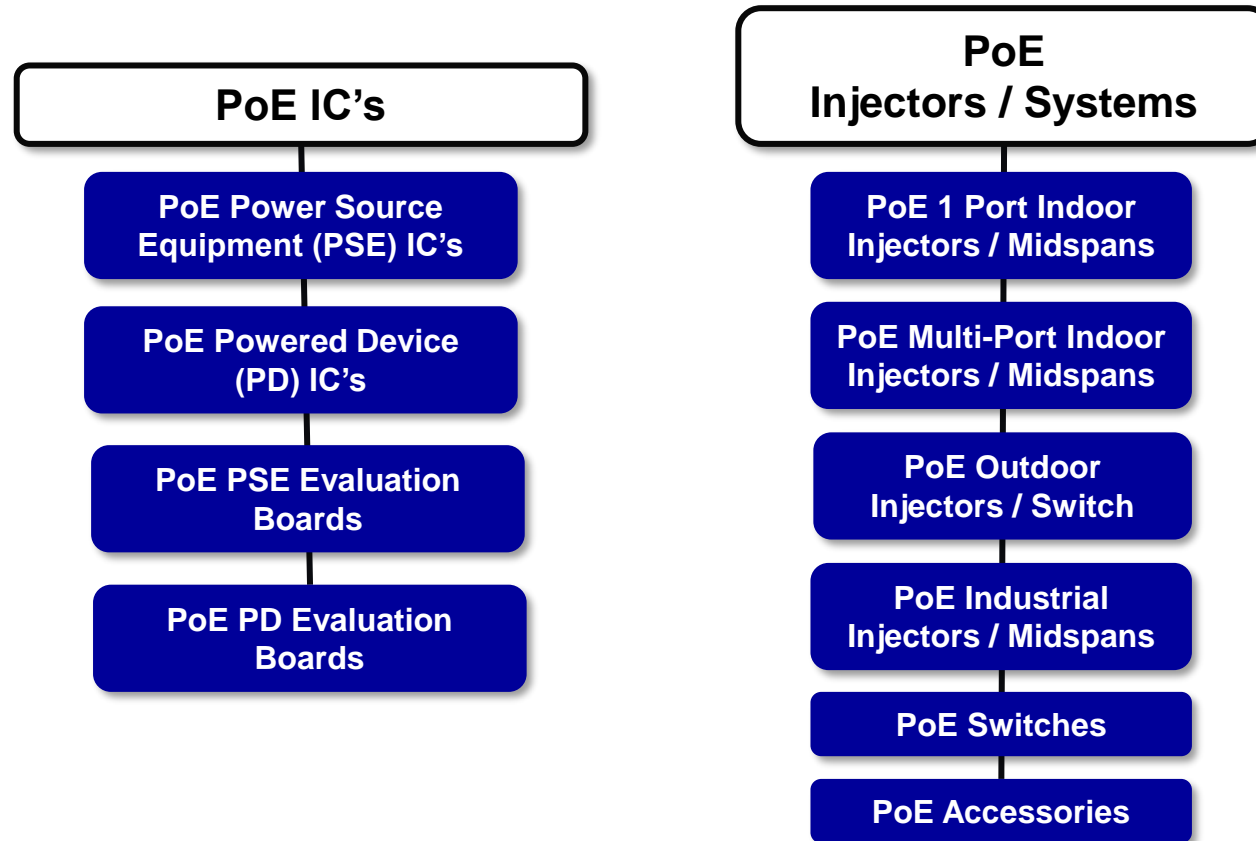 PoE IC’s
PoE Power Source
Equipment (PSE) IC’s
PoE Powered Device
(PD) IC’s
PoE PSE Evaluation
Boards
PoE PD Evaluation
Boards
PoE
Injectors / Systems
PoE 1 Port Indoor
Injectors / Midspans
PoE Multi-Port Indoor
Injectors / Midspans
PoE Outdoor
Injectors / Switch
PoE Industrial
Injectors / Midspans
PoE Switches
PoE Accessories